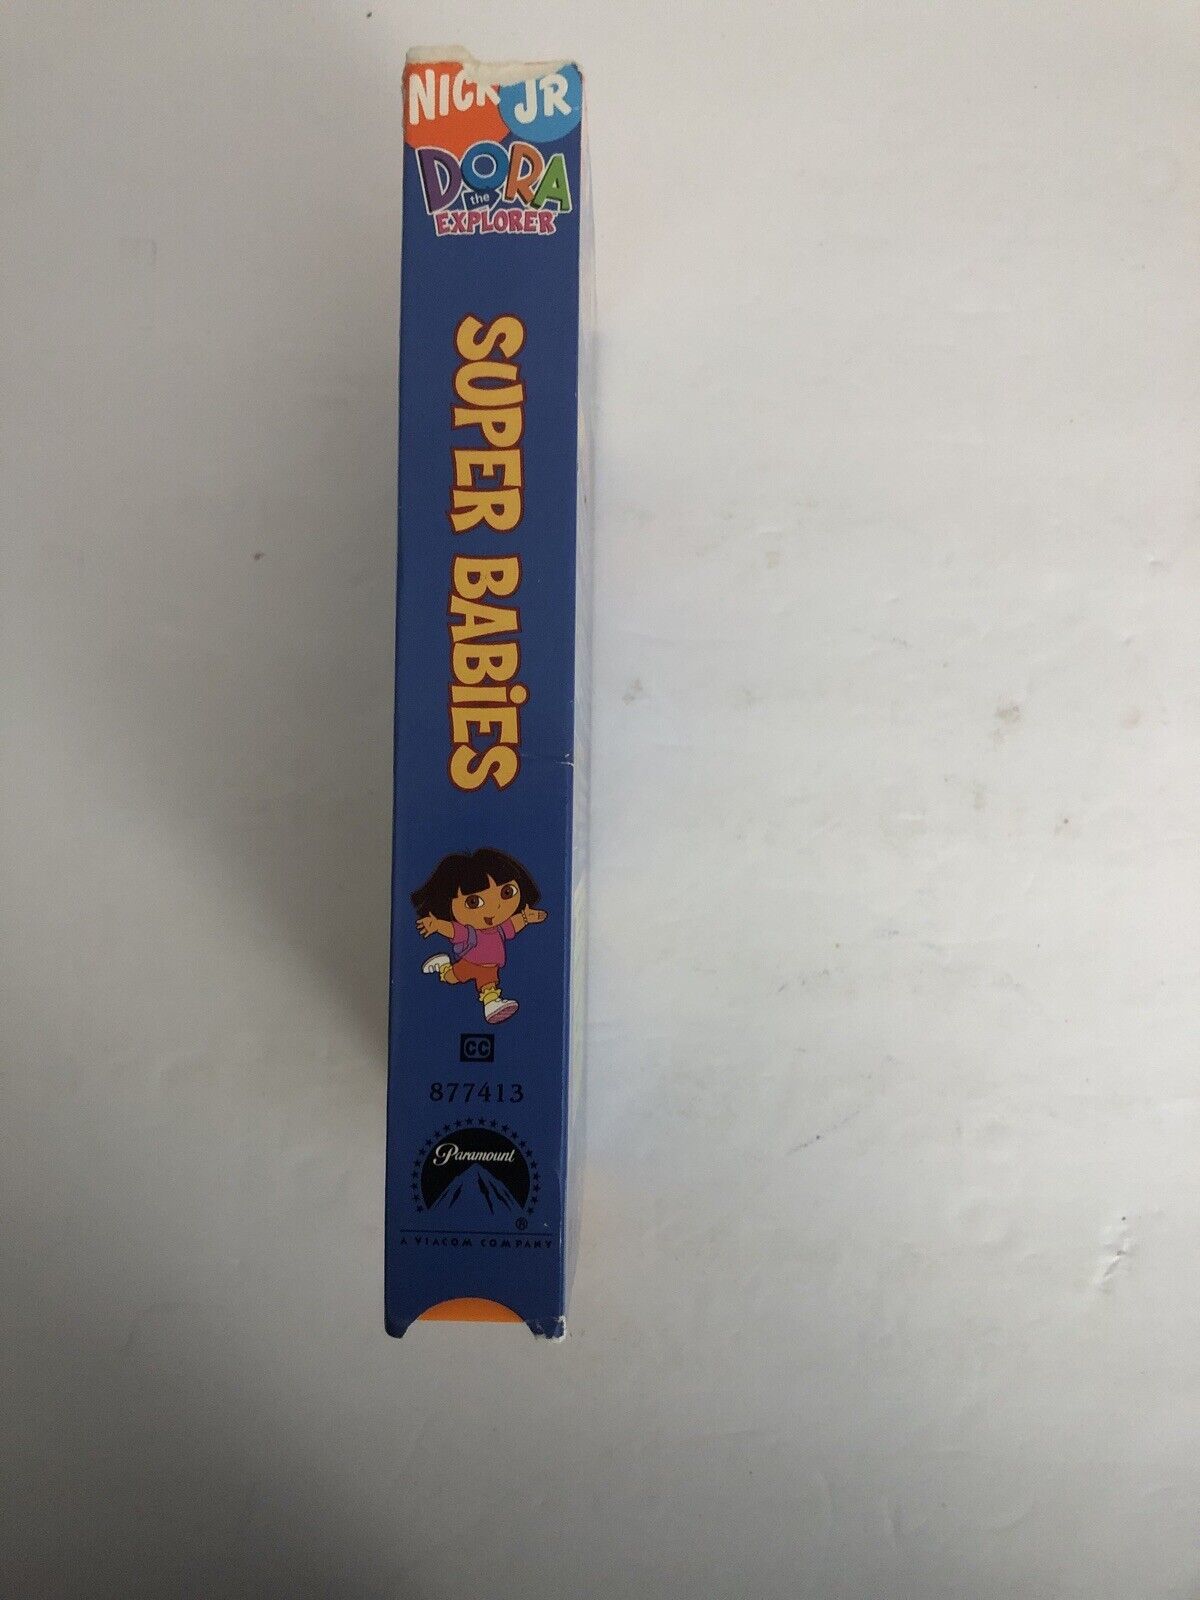 NICK JR
DORA
the
EXPLORER
SUPER BABIES
CC
877413
Paramount
®
A VIACOM COMPANY